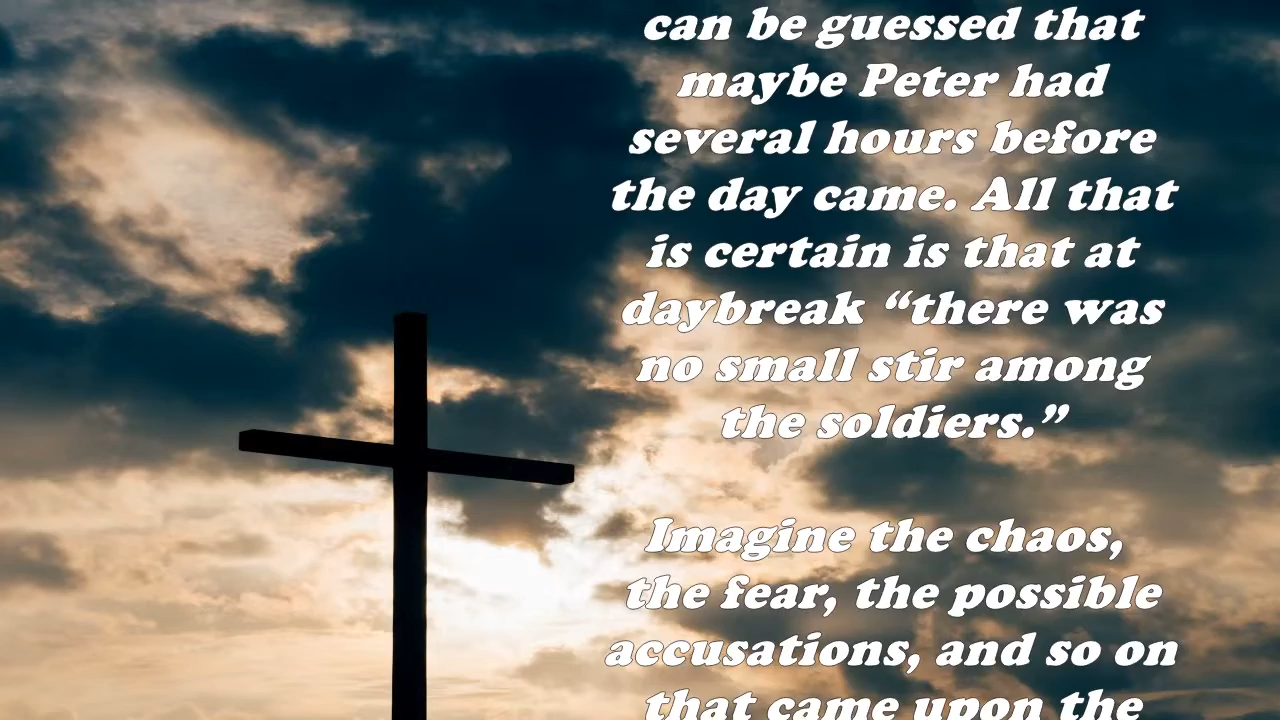 can be guessed that
maybe Peter had
several hours before
the day came. All that
is certain is that at
daybreak “there was
no small stir among
the soldiers.”
Imagine the chaos,
the fear, the possible
accusations, and so on
that came upon the